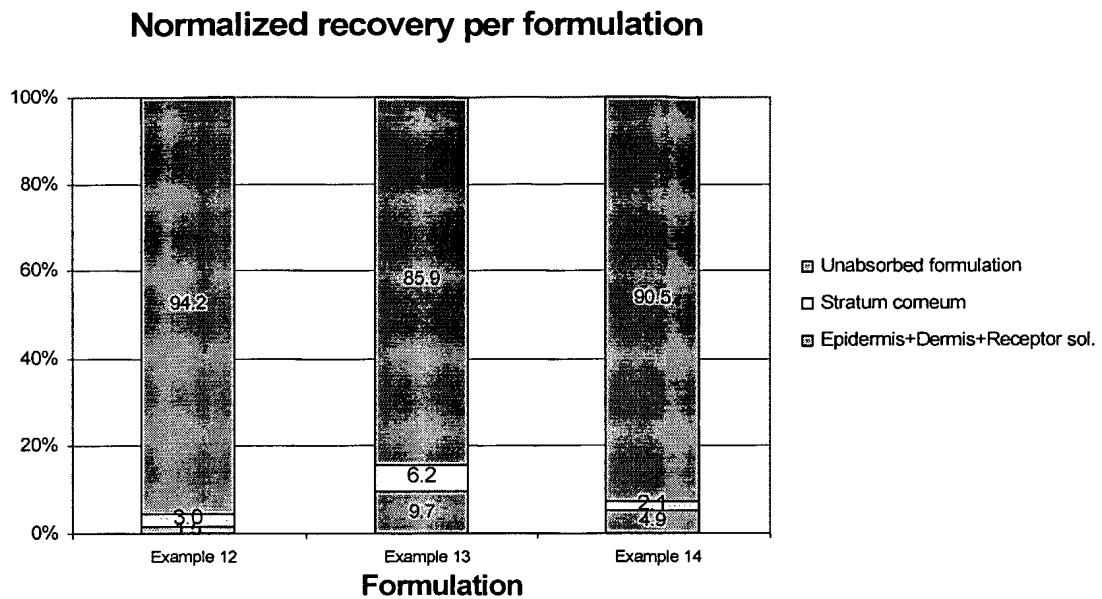 Normalized recovery per formulation
100%
80%
60%
40%
20%
0%
94.2
3.0
85.9
6.2
9.7
90.5
2.1
4.9
Example 12
Example 13
Example 14
Formulation
Unabsorbed formulation
Stratum corneum
Epidermis+Dermis+Receptor sol.